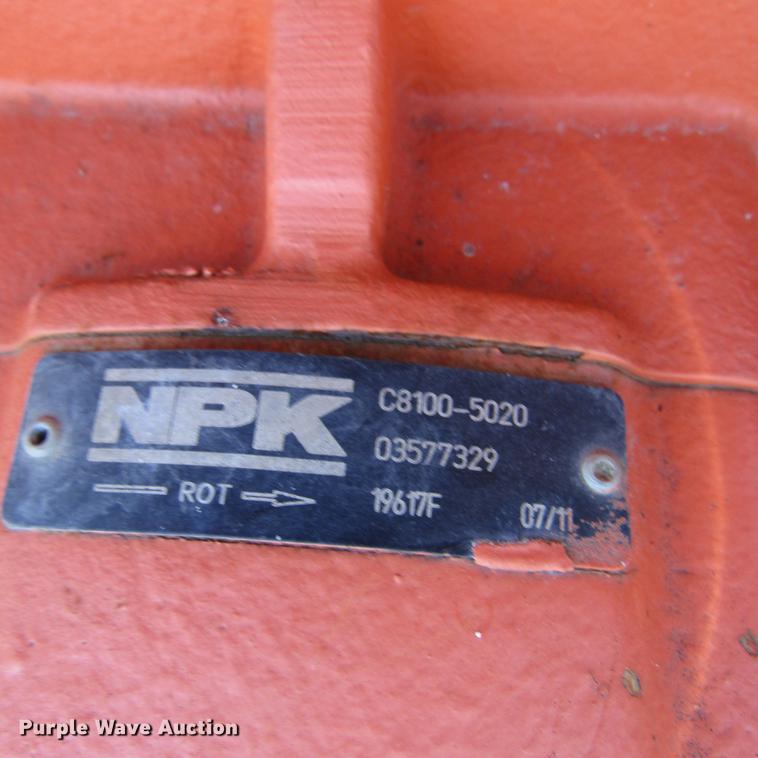 NPK
C8100-5020
03577329
ROT
19617F 07/11
Purple Wave Auction